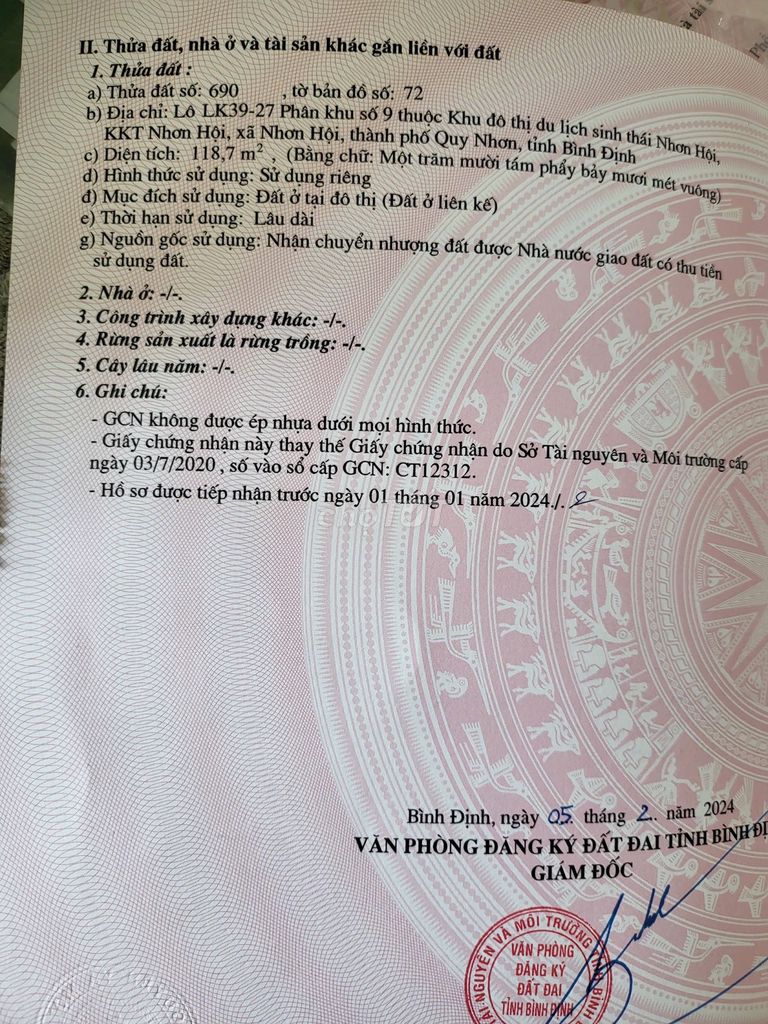 II. Thửa đất, nhà ở và tài sản khác gắn liền với đất
1. Thửa đất :
a) Thửa đất số: 690 , tờ bản đồ số: 72
b) Địa chỉ: Lô LK39-27 Phân khu số 9 thuộc Khu đô thị du lịch sinh thái Nhơn Hội,
KKT Nhơn Hội, xã Nhơn Hội, thành phố Quy Nhơn, tỉnh Bình Định
c) Diện tích: 118,7 m² , (Bằng chữ: Một trăm mười tám phẩy bảy mươi mét vuông)
d) Hình thức sử dụng: Sử dụng riêng
đ) Mục đích sử dụng: Đất ở tại đô thị (Đất ở liên kế)
e) Thời hạn sử dụng: Lâu dài
g) Nguồn gốc sử dụng: Nhận chuyển nhượng đất được Nhà nước giao đất có thu tiền
sử dụng đất.
2. Nhà ở: -/-.
3. Công trình xây dựng khác: -/-.
4. Rừng sản xuất là rừng trồng: -/-.
5. Cây lâu năm: -/-.
6. Ghi chú:
- GCN không được ép nhựa dưới mọi hình thức.
- Giấy chứng nhận này thay thế Giấy chứng nhận do Sở Tài nguyên và Môi trường cấp
ngày 03/7/2020 , số vào sổ cấp GCN: CT12312.
- Hồ sơ được tiếp nhận trước ngày 01 tháng 01 năm 2024./.
chợTỐT
Bình Định, ngày 05. tháng 2.. năm 2024
VĂN PHÒNG ĐĂNG KÝ ĐẤT ĐAI TỈNH BÌNH ĐỊ
GIÁM ĐỐC
TÀI NGUYÊN VÀ MÔI TRƯỜNG TỈNH BÌNH
VĂN PHÒNG
ĐĂNG KÝ
ĐẤT ĐAI
TỈNH BÌNH ĐỊNH